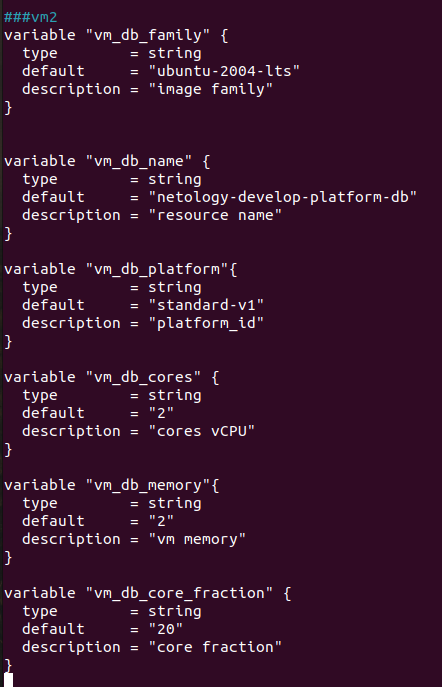 ###vm2
variable "vm_db_family" {
  type        = string
  default     = "ubuntu-2004-lts"
  description = "image family"
}
variable "vm_db_name" {
  type        = string
  default     = "netology-develop-platform-db"
  description = "resource name"
}
variable "vm_db_platform"{
  type        = string
  default     = "standard-v1"
  description = "platform_id"
}
variable "vm_db_cores" {
  type        = string
  default     = "2"
  description = "cores vCPU"
}
variable "vm_db_memory"{
  type        = string
  default     = "2"
  description = "vm memory"
}
variable "vm_db_core_fraction" {
  type        = string
  default     = "20"
  description = "core fraction"
}